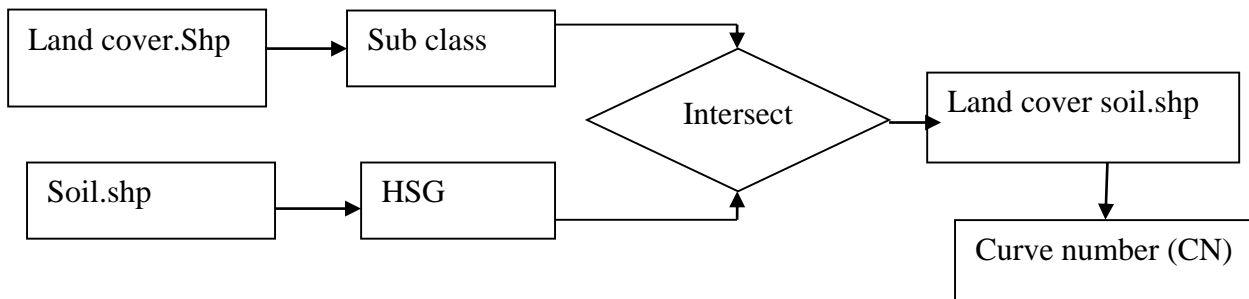 Land cover.Shp
Sub class
Intersect
Land cover soil.shp
Soil.shp
HSG
Curve number (CN)